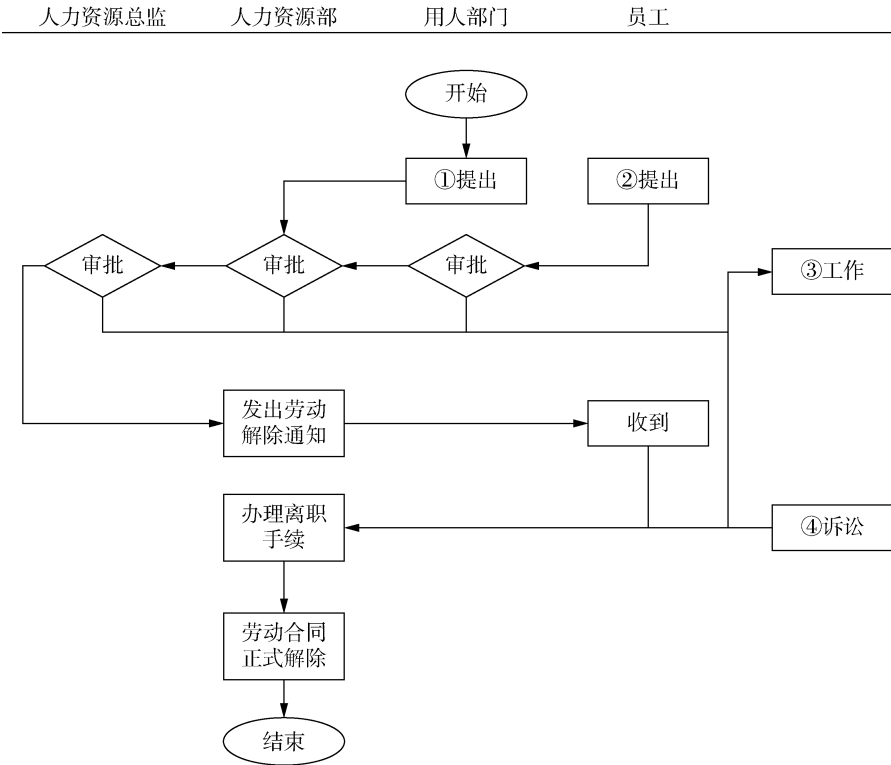 人力资源总监 人力资源部 用人部门 员工
开始
①提出 ②提出
审批 审批 审批 ③工作
发出劳动
解除通知
收到
办理离职
手续
④诉讼
劳动合同
正式解除
结束